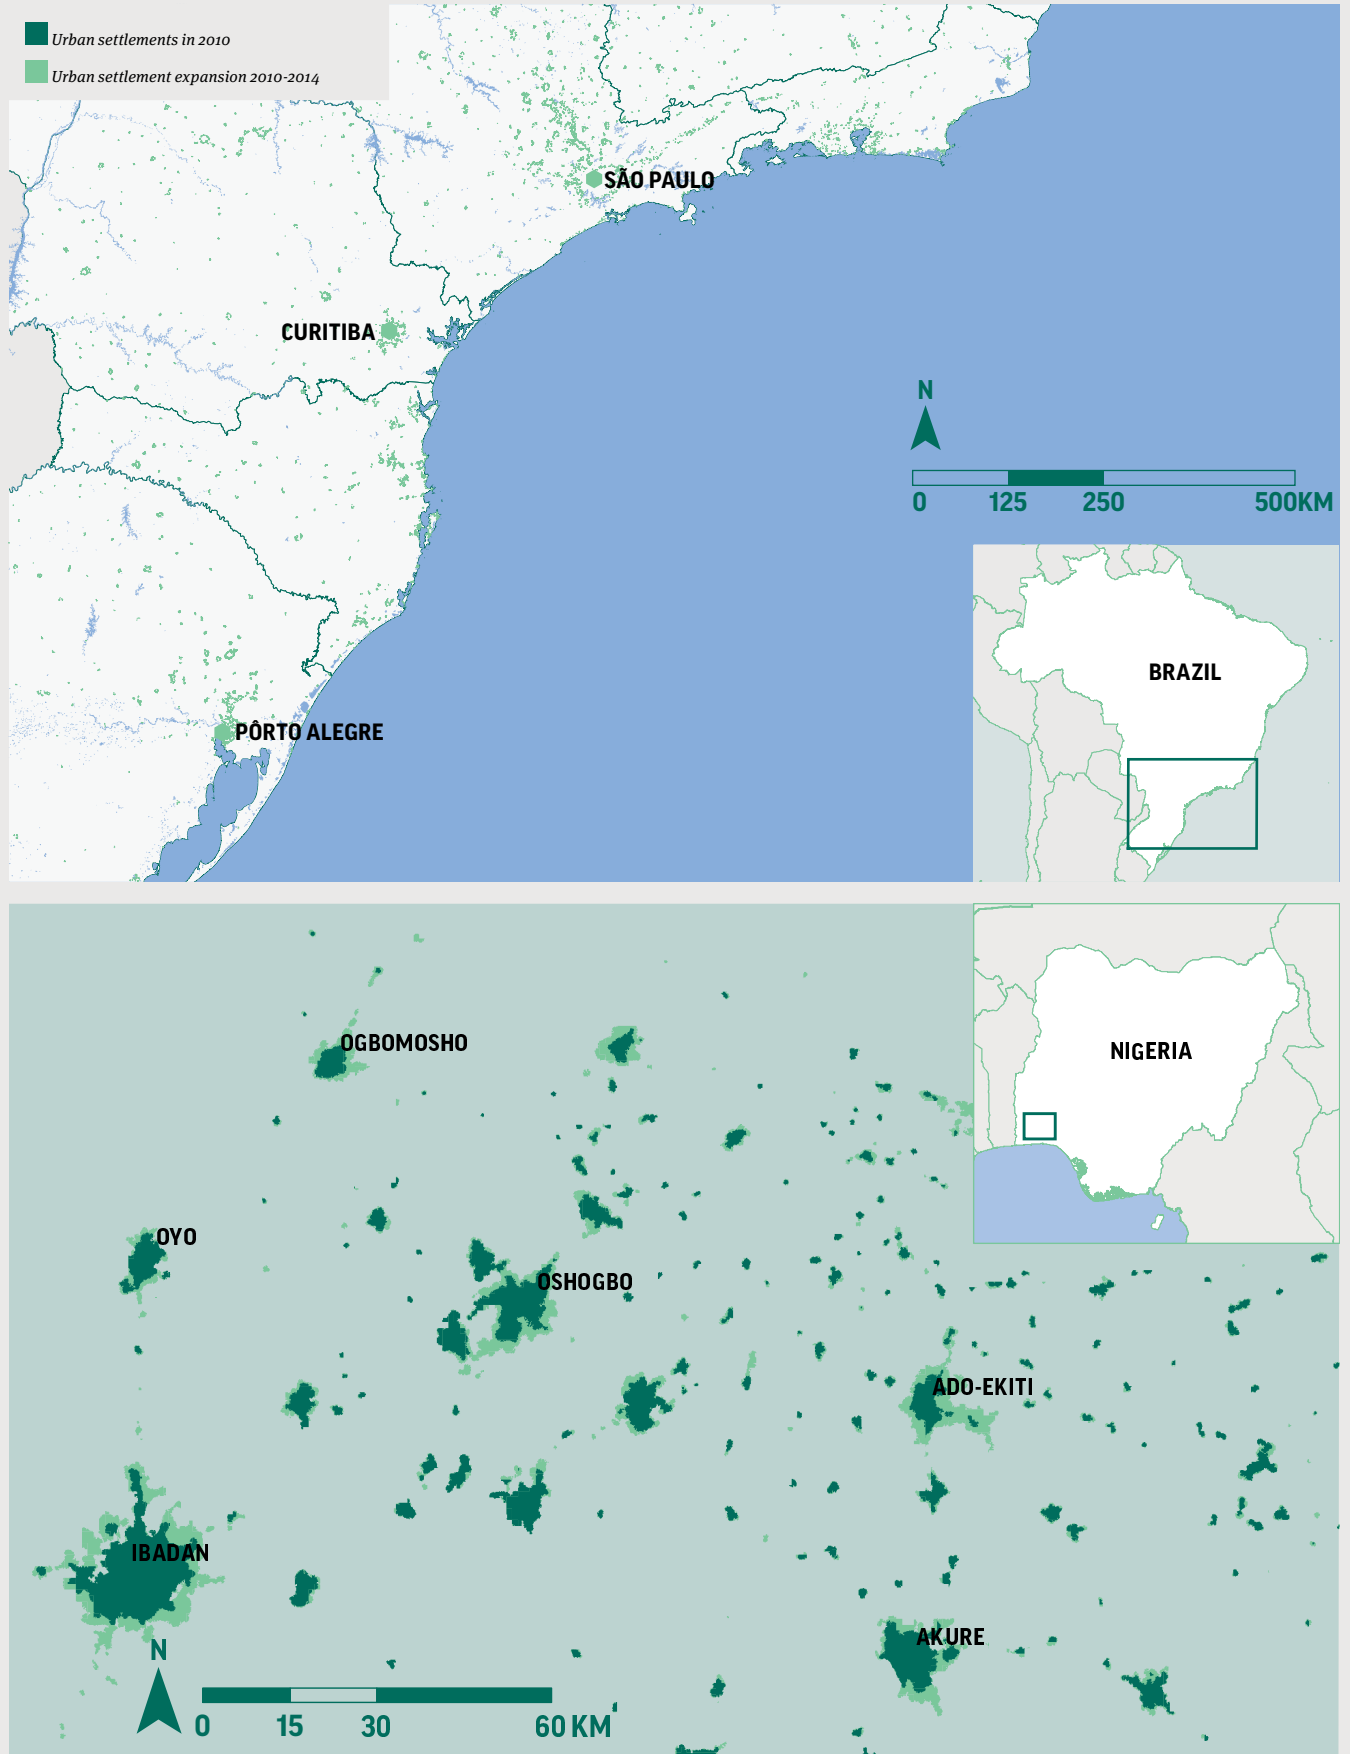 Urban settlements in 2010
Urban settlement expansion 2010-2014
SÃO PAULO
CURITIBA
N
0 125 250 500KM
BRAZIL
PÔRTO ALEGRE
OGBOMOSHO
NIGERIA
OYO
OSHOGBO
ADO-EKITI
IBADAN
AKURE
N
0 15 30 60 KM